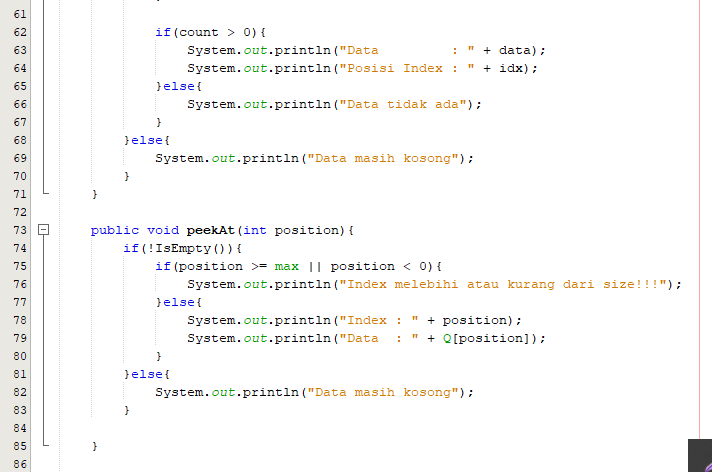 61
62 if(count > 0){
63 System.out.println("Data         : " + data);
64 System.out.println("Posisi Index : " + idx);
65 }else{
66 System.out.println("Data tidak ada");
67 }
68 }else{
69 System.out.println("Data masih kosong");
70 }
71 }
72
73 public void peekAt(int position){
74 if(!IsEmpty()){
75 if(position >= max || position < 0){
76 System.out.println("Index melebihi atau kurang dari size!!!");
77 }else{
78 System.out.println("Index : " + position);
79 System.out.println("Data  : " + Q[position]);
80 }
81 }else{
82 System.out.println("Data masih kosong");
83 }
84
85 }
86